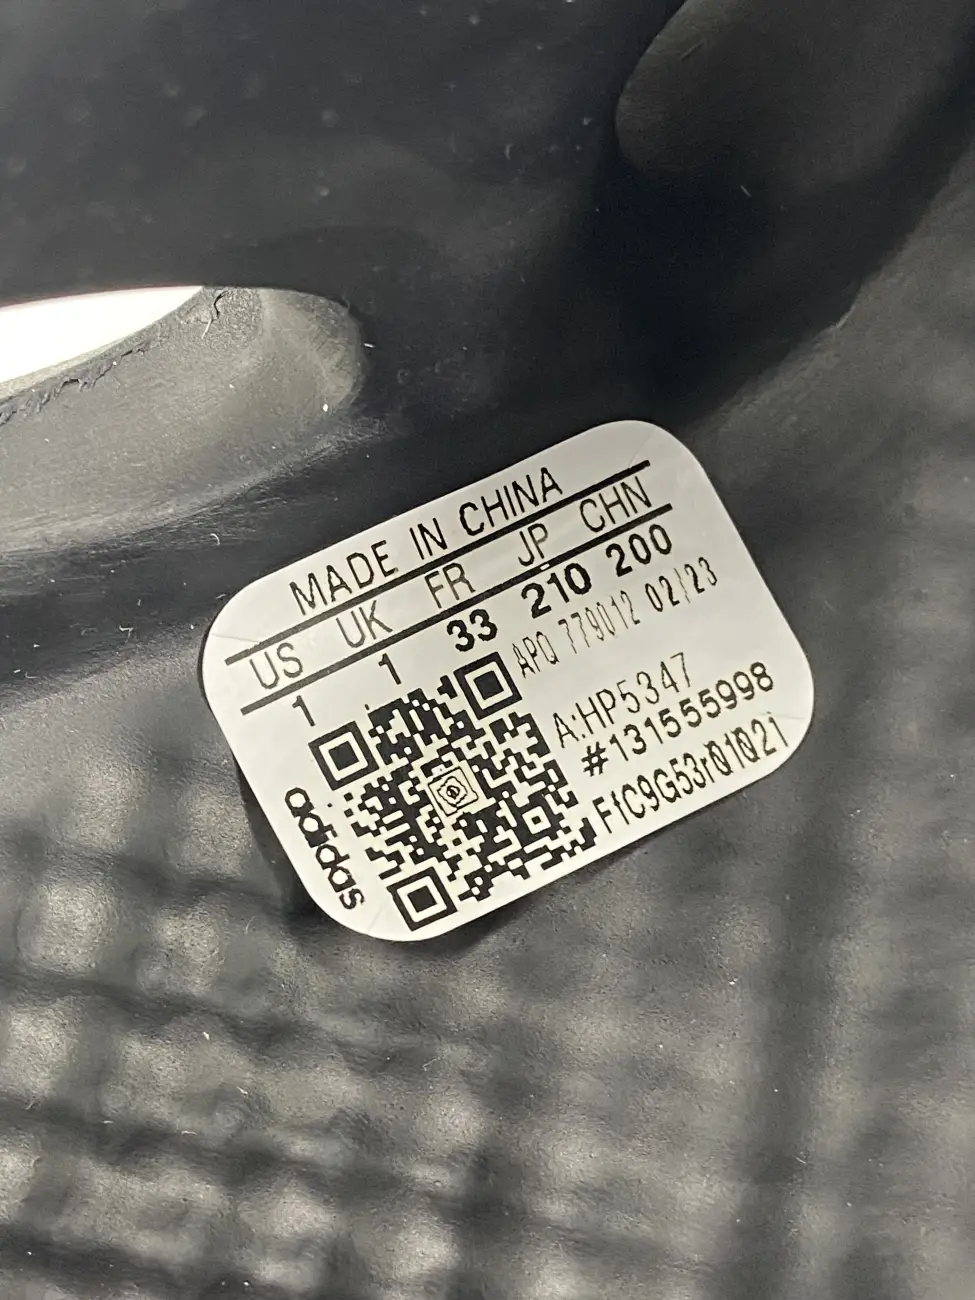 MADE IN CHINA
US UK FR JP CHN
1 1 33 210 200
APQ 779012 02/23
A:HP5347
#131555998
adidas